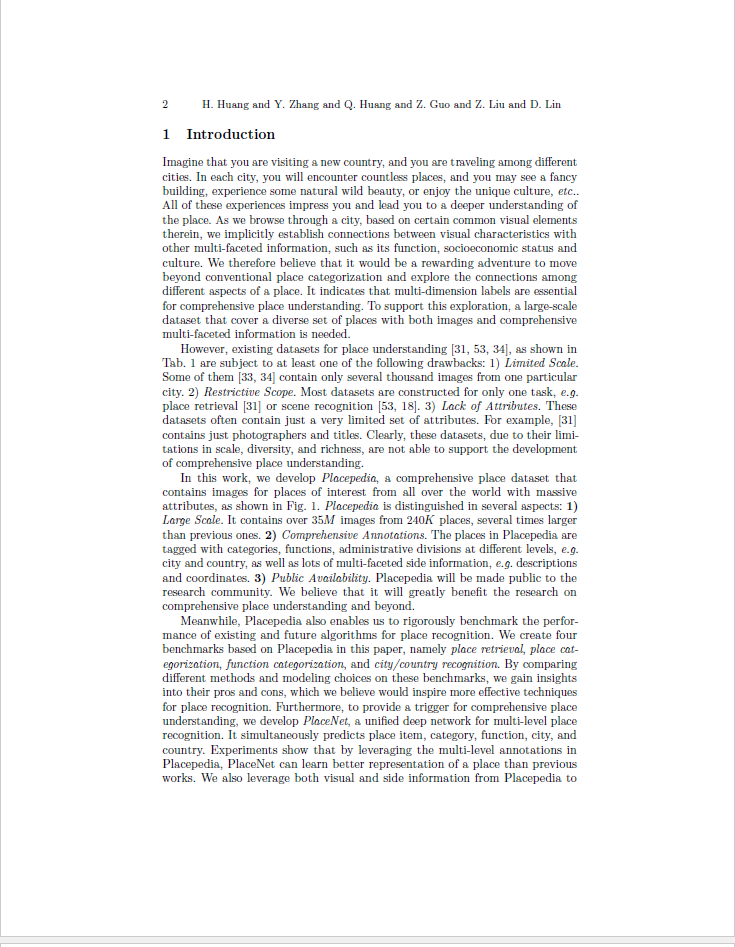 2 H. Huang and Y. Zhang and Q. Huang and Z. Guo and Z. Liu and D. Lin
1 Introduction
Imagine that you are visiting a new country, and you are traveling among different
cities. In each city, you will encounter countless places, and you may see a fancy
building, experience some natural wild beauty, or enjoy the unique culture, etc..
All of these experiences impress you and lead you to a deeper understanding of
the place. As we browse through a city, based on certain common visual elements
therein, we implicitly establish connections between visual characteristics with
other multi-faceted information, such as its function, socioeconomic status and
culture. We therefore believe that it would be a rewarding adventure to move
beyond conventional place categorization and explore the connections among
different aspects of a place. It indicates that multi-dimension labels are essential
for comprehensive place understanding. To support this exploration, a large-scale
dataset that cover a diverse set of places with both images and comprehensive
multi-faceted information is needed.
However, existing datasets for place understanding [31, 53, 34], as shown in
Tab. 1 are subject to at least one of the following drawbacks: 1) Limited Scale.
Some of them [33, 34] contain only several thousand images from one particular
city. 2) Restrictive Scope. Most datasets are constructed for only one task, e.g.
place retrieval [31] or scene recognition [53, 18]. 3) Lack of Attributes. These
datasets often contain just a very limited set of attributes. For example, [31]
contains just photographers and titles. Clearly, these datasets, due to their limi-
tations in scale, diversity, and richness, are not able to support the development
of comprehensive place understanding.
In this work, we develop Placepedia, a comprehensive place dataset that
contains images for places of interest from all over the world with massive
attributes, as shown in Fig. 1. Placepedia is distinguished in several aspects: 1)
Large Scale. It contains over 35M images from 240K places, several times larger
than previous ones. 2) Comprehensive Annotations. The places in Placepedia are
tagged with categories, functions, administrative divisions at different levels, e.g.
city and country, as well as lots of multi-faceted side information, e.g. descriptions
and coordinates. 3) Public Availability. Placepedia will be made public to the
research community. We believe that it will greatly benefit the research on
comprehensive place understanding and beyond.
Meanwhile, Placepedia also enables us to rigorously benchmark the perfor-
mance of existing and future algorithms for place recognition. We create four
benchmarks based on Placepedia in this paper, namely place retrieval, place cat-
egorization, function categorization, and city/country recognition. By comparing
different methods and modeling choices on these benchmarks, we gain insights
into their pros and cons, which we believe would inspire more effective techniques
for place recognition. Furthermore, to provide a trigger for comprehensive place
understanding, we develop PlaceNet, a unified deep network for multi-level place
recognition. It simultaneously predicts place item, category, function, city, and
country. Experiments show that by leveraging the multi-level annotations in
Placepedia, PlaceNet can learn better representation of a place than previous
works. We also leverage both visual and side information from Placepedia to